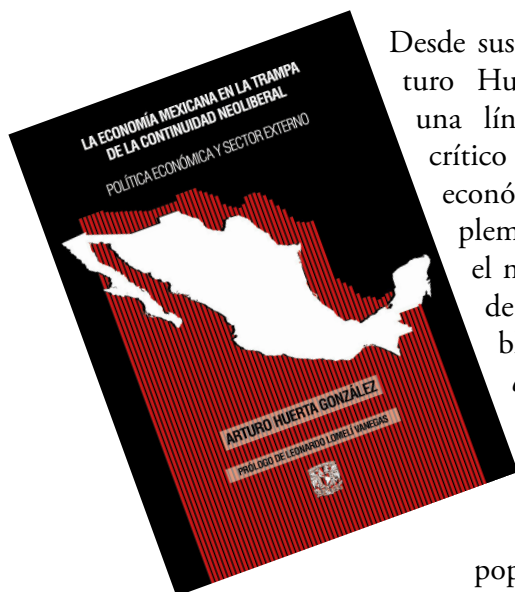 LA ECONOMÍA MEXICANA EN LA TRAMPA
DE LA CONTINUIDAD NEOLIBERAL
POLÍTICA ECONÓMICA Y SECTOR EXTERNO
ARTURO HUERTA GONZÁLEZ
PRÓLOGO DE LEONARDO LOMELÍ VANEGAS
Desde sus
turo Hu
una lín
crítico
econó
plem
el
de
b
pop